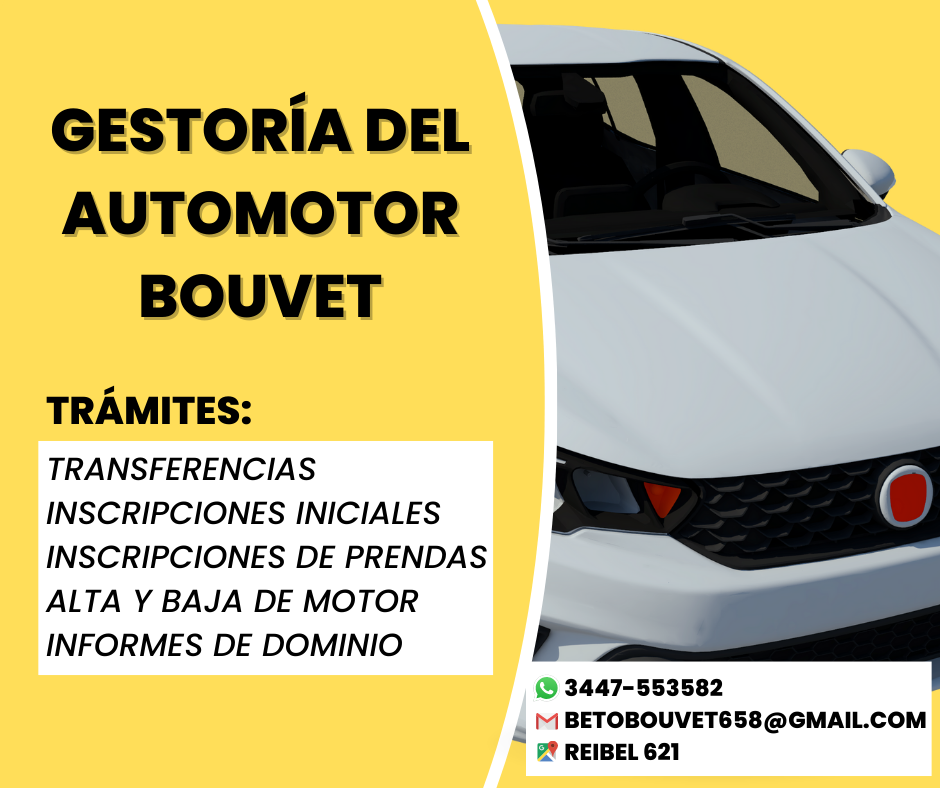 GESTORÍA DEL
AUTOMOTOR
BOUVET
TRÁMITES:
TRANSFERENCIAS
INSCRIPCIONES INICIALES
INSCRIPCIONES DE PRENDAS
ALTA Y BAJA DE MOTOR
INFORMES DE DOMINIO
3447-553582
BETOBOUVET658@GMAIL.COM
REIBEL 621